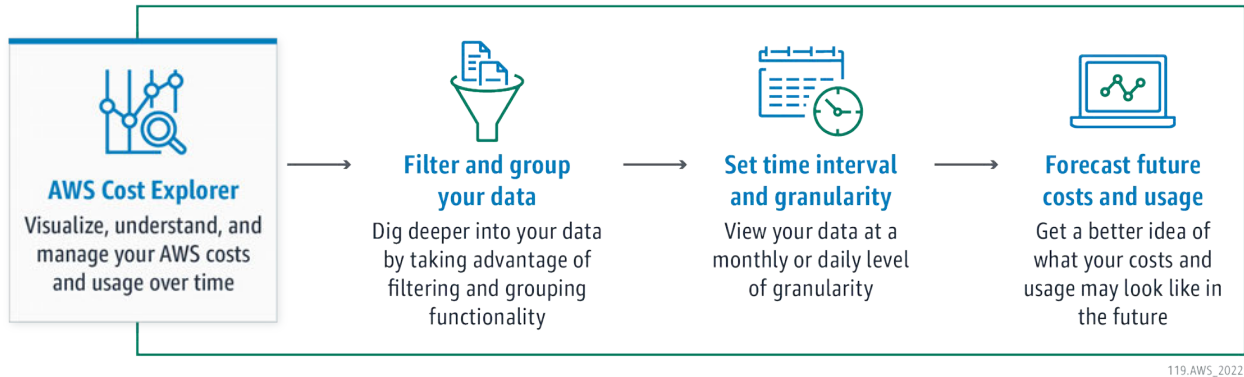 AWS Cost Explorer
Visualize, understand, and
manage your AWS costs
and usage over time
Filter and group
your data
Dig deeper into your data
by taking advantage of
filtering and grouping
functionality
Set time interval
and granularity
View your data at a
monthly or daily level
of granularity
Forecast future
costs and usage
Get a better idea of
what your costs and
usage may look like in
the future
119.AWS_2022